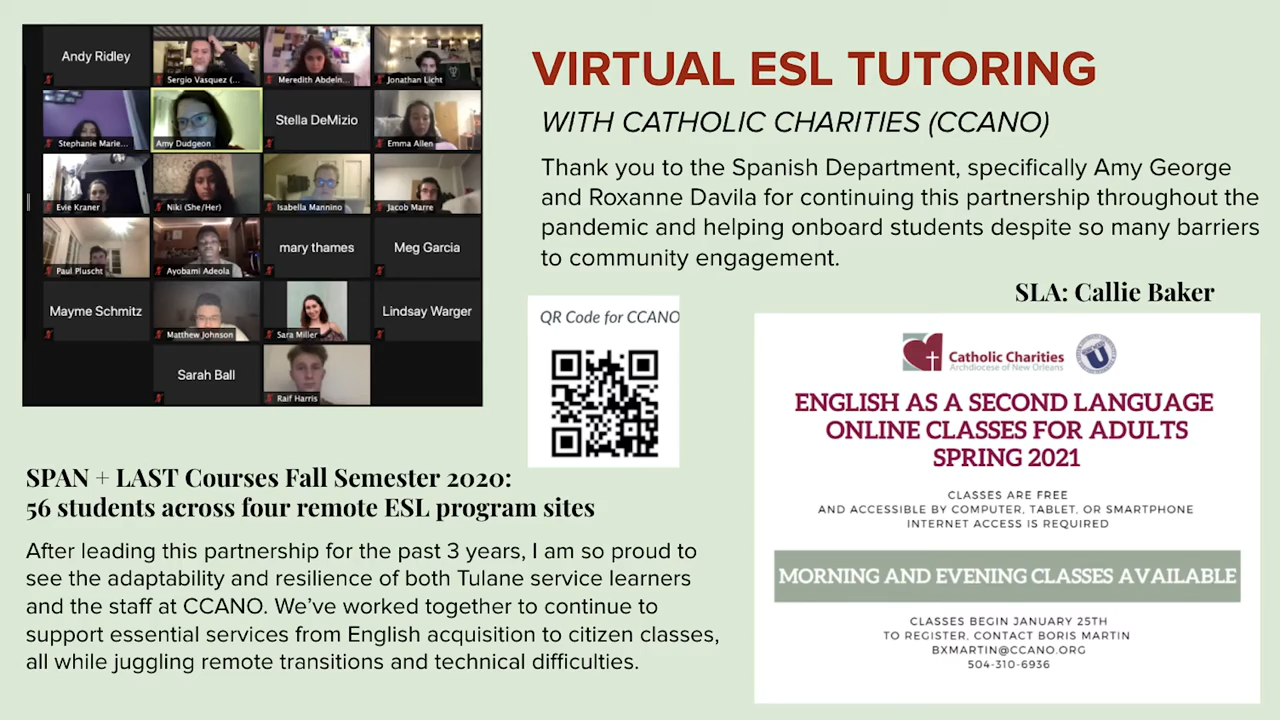 Andy Ridley
Sergio Vasquez (...
Meredith Abdeln...
Jonathan Licht
Stephanie Marie...
Amy Dudgeon
Stella DeMizio
Emma Allen
Evie Kraner
Niki (She/Her)
Isabella Mannino
Jacob Marre
Paul Pluscht
Ayobami Adeola
mary thames
Meg Garcia
Mayme Schmitz
Matthew Johnson
Sara Miller
Lindsay Warger
Sarah Ball
Raif Harris
VIRTUAL ESL TUTORING
WITH CATHOLIC CHARITIES (CCANO)
Thank you to the Spanish Department, specifically Amy George
and Roxanne Davila for continuing this partnership throughout the
pandemic and helping onboard students despite so many barriers
to community engagement.
SLA: Callie Baker
QR Code for CCANO
SPAN + LAST Courses Fall Semester 2020:
56 students across four remote ESL program sites
After leading this partnership for the past 3 years, I am so proud to
see the adaptability and resilience of both Tulane service learners
and the staff at CCANO. We've worked together to continue to
support essential services from English acquisition to citizen classes,
all while juggling remote transitions and technical difficulties.
Catholic Charities
Archdiocese of New Orleans
ENGLISH AS A SECOND LANGUAGE
ONLINE CLASSES FOR ADULTS
SPRING 2021
CLASSES ARE FREE
AND ACCESSIBLE BY COMPUTER, TABLET, OR SMARTPHONE
INTERNET ACCESS IS REQUIRED
MORNING AND EVENING CLASSES AVAILABLE
CLASSES BEGIN JANUARY 25TH
TO REGISTER, CONTACT BORIS MARTIN
BXMARTIN@CCANO.ORG
504-310-6936